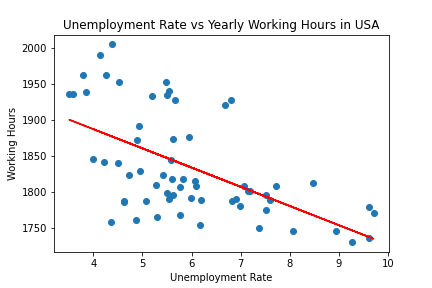 Unemployment Rate vs Yearly Working Hours in USA
2000
1950
1900
1850
1800
1750
Working Hours
4 5 6 7 8 9 10
Unemployment Rate